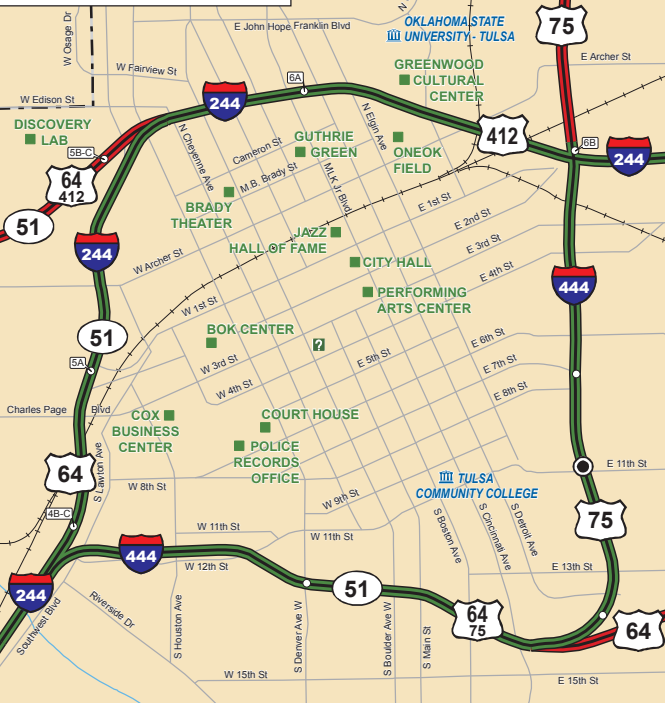 W Osage Dr
E John Hope Franklin Blvd
N
OKLAHOMA STATE
UNIVERSITY - TULSA
75
E Archer St
W Fairview St
6A
GREENWOOD
CULTURAL
CENTER
W Edison St
244
DISCOVERY
LAB
N Cheyenne Ave
Cameron St
GUTHRIE
GREEN
N Elgin Ave
ONEOK
FIELD
412
6B
244
5B-C
64
412
M.B. Brady St
MLK Jr Blvd
BRADY
THEATER
E 1st St
E 2nd St
51
244
W Archer St
JAZZ
HALL OF FAME
CITY HALL
E 3rd St
E 4th St
444
W 1st St
PERFORMING
ARTS CENTER
51
BOK CENTER
?
E 6th St
5A
W 3rd St
E 5th St
E 7th St
W 4th St
E 8th St
Charles Page Blvd
COX
BUSINESS
CENTER
COURT HOUSE
POLICE
RECORDS
OFFICE
E 11th St
64
S Lawton Ave
W 8th St
W 9th St
TULSA
COMMUNITY COLLEGE
4B-C
75
W 11th St
W 11th St
S Boston Ave
S Cincinnati Ave
S Detroit Ave
444
W 12th St
E 13th St
244
51
Southwest Blvd
Riverside Dr
S Houston Ave
S Denver Ave W
S Boulder Ave W
S Main St
64
75
64
W 15th St
E 15th St